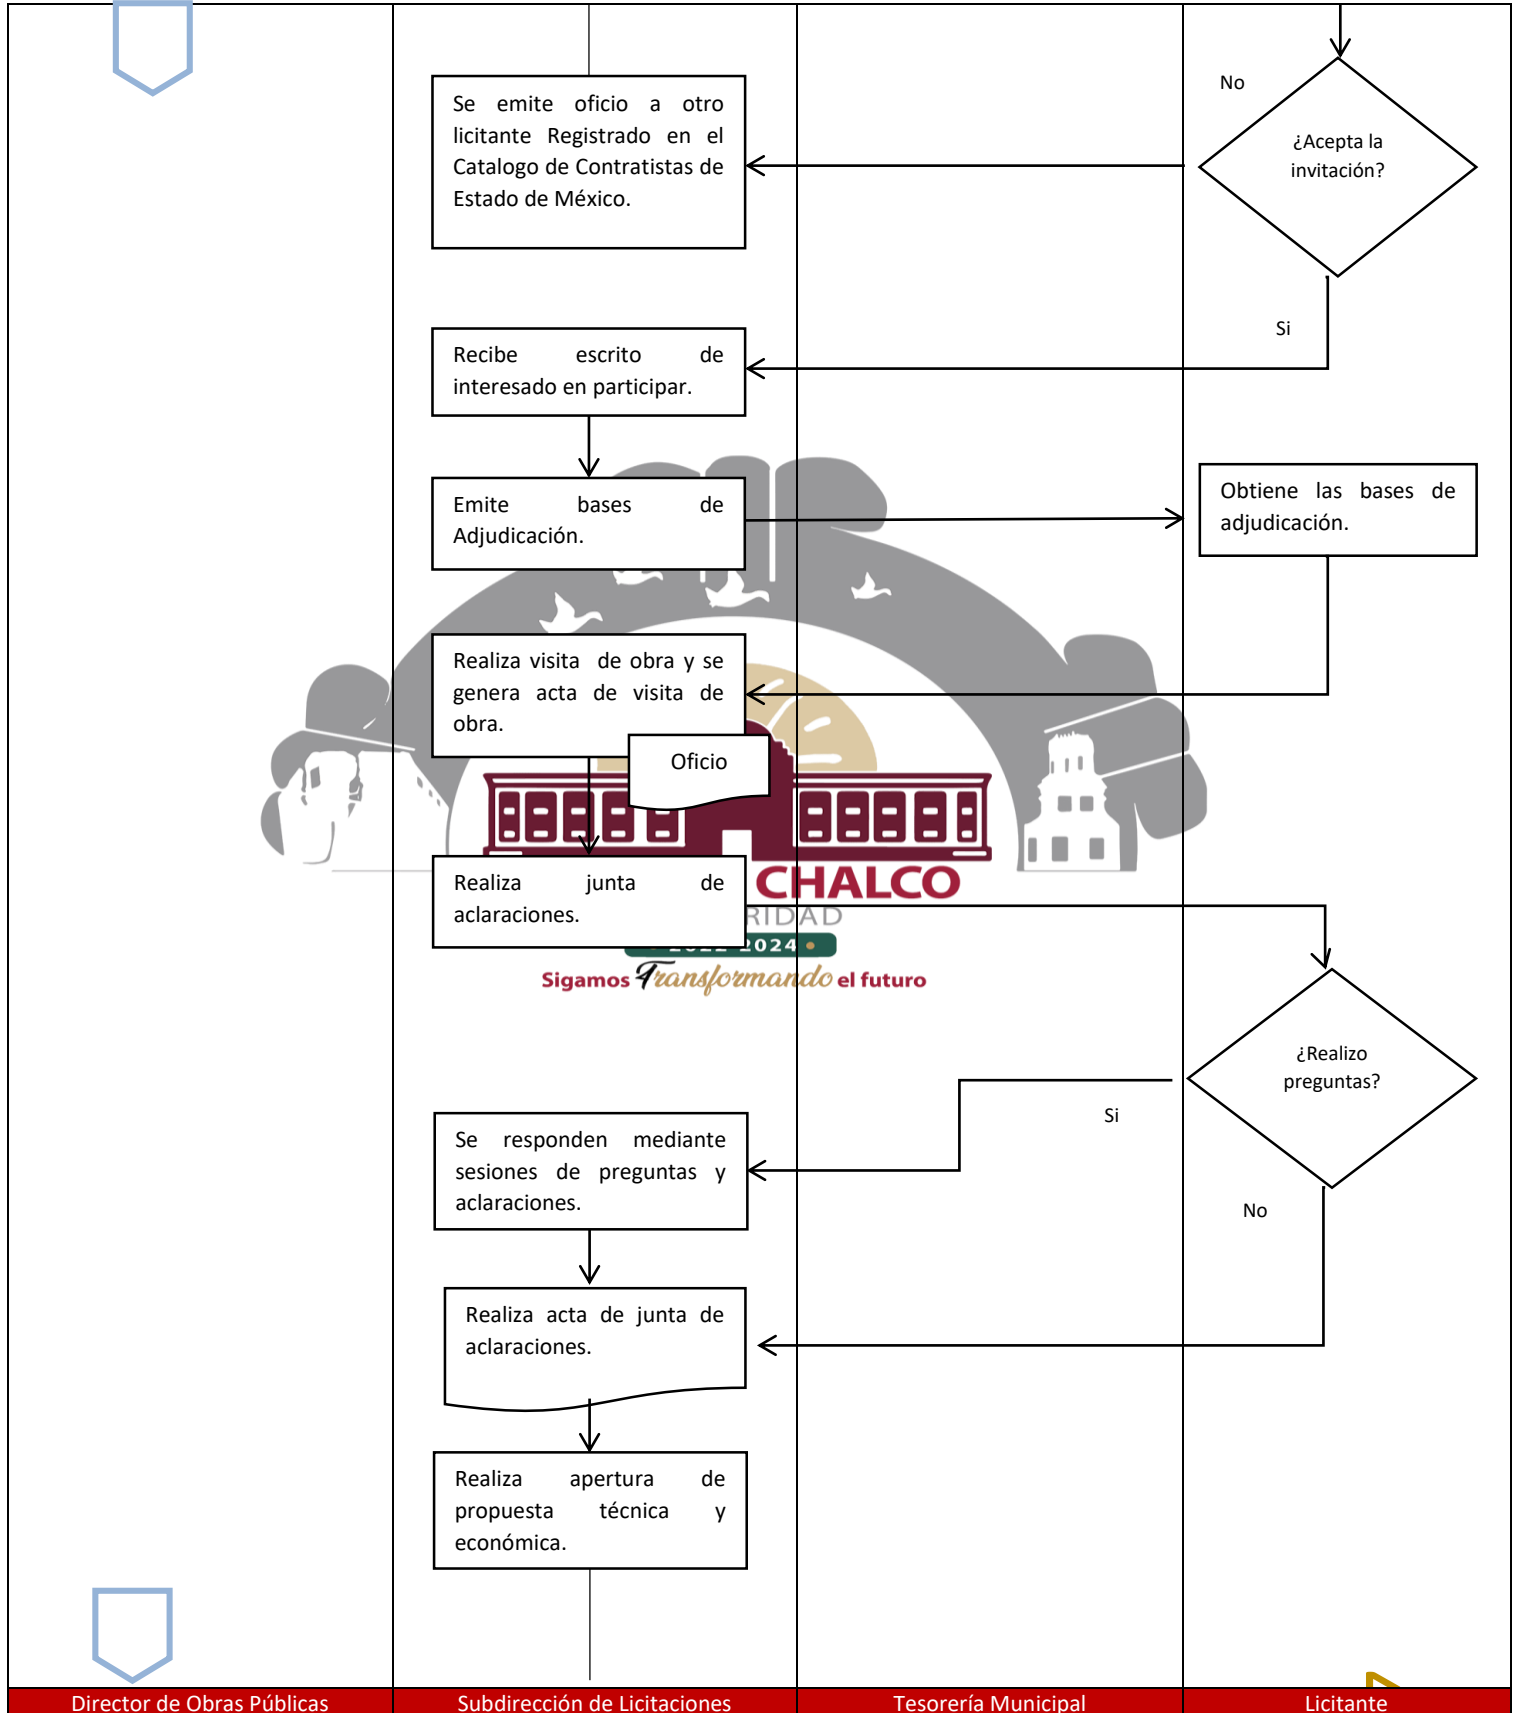 No
Se emite oficio a otro
licitante Registrado en el
Catalogo de Contratistas de
Estado de México.
¿Acepta la
invitación?
Si
Recibe escrito de
interesado en participar.
Emite bases de
Adjudicación.
Obtiene las bases de
adjudicación.
Realiza visita de obra y se
genera acta de visita de
obra.
Oficio
Realiza junta de
aclaraciones.
CHALCO
2024
Sigamos Transformando el futuro
¿Realizo
preguntas?
Si
Se responden mediante
sesiones de preguntas y
aclaraciones.
No
Realiza acta de junta de
aclaraciones.
Realiza apertura de
propuesta técnica y
económica.
Director de Obras Públicas Subdirección de Licitaciones Tesorería Municipal Licitante